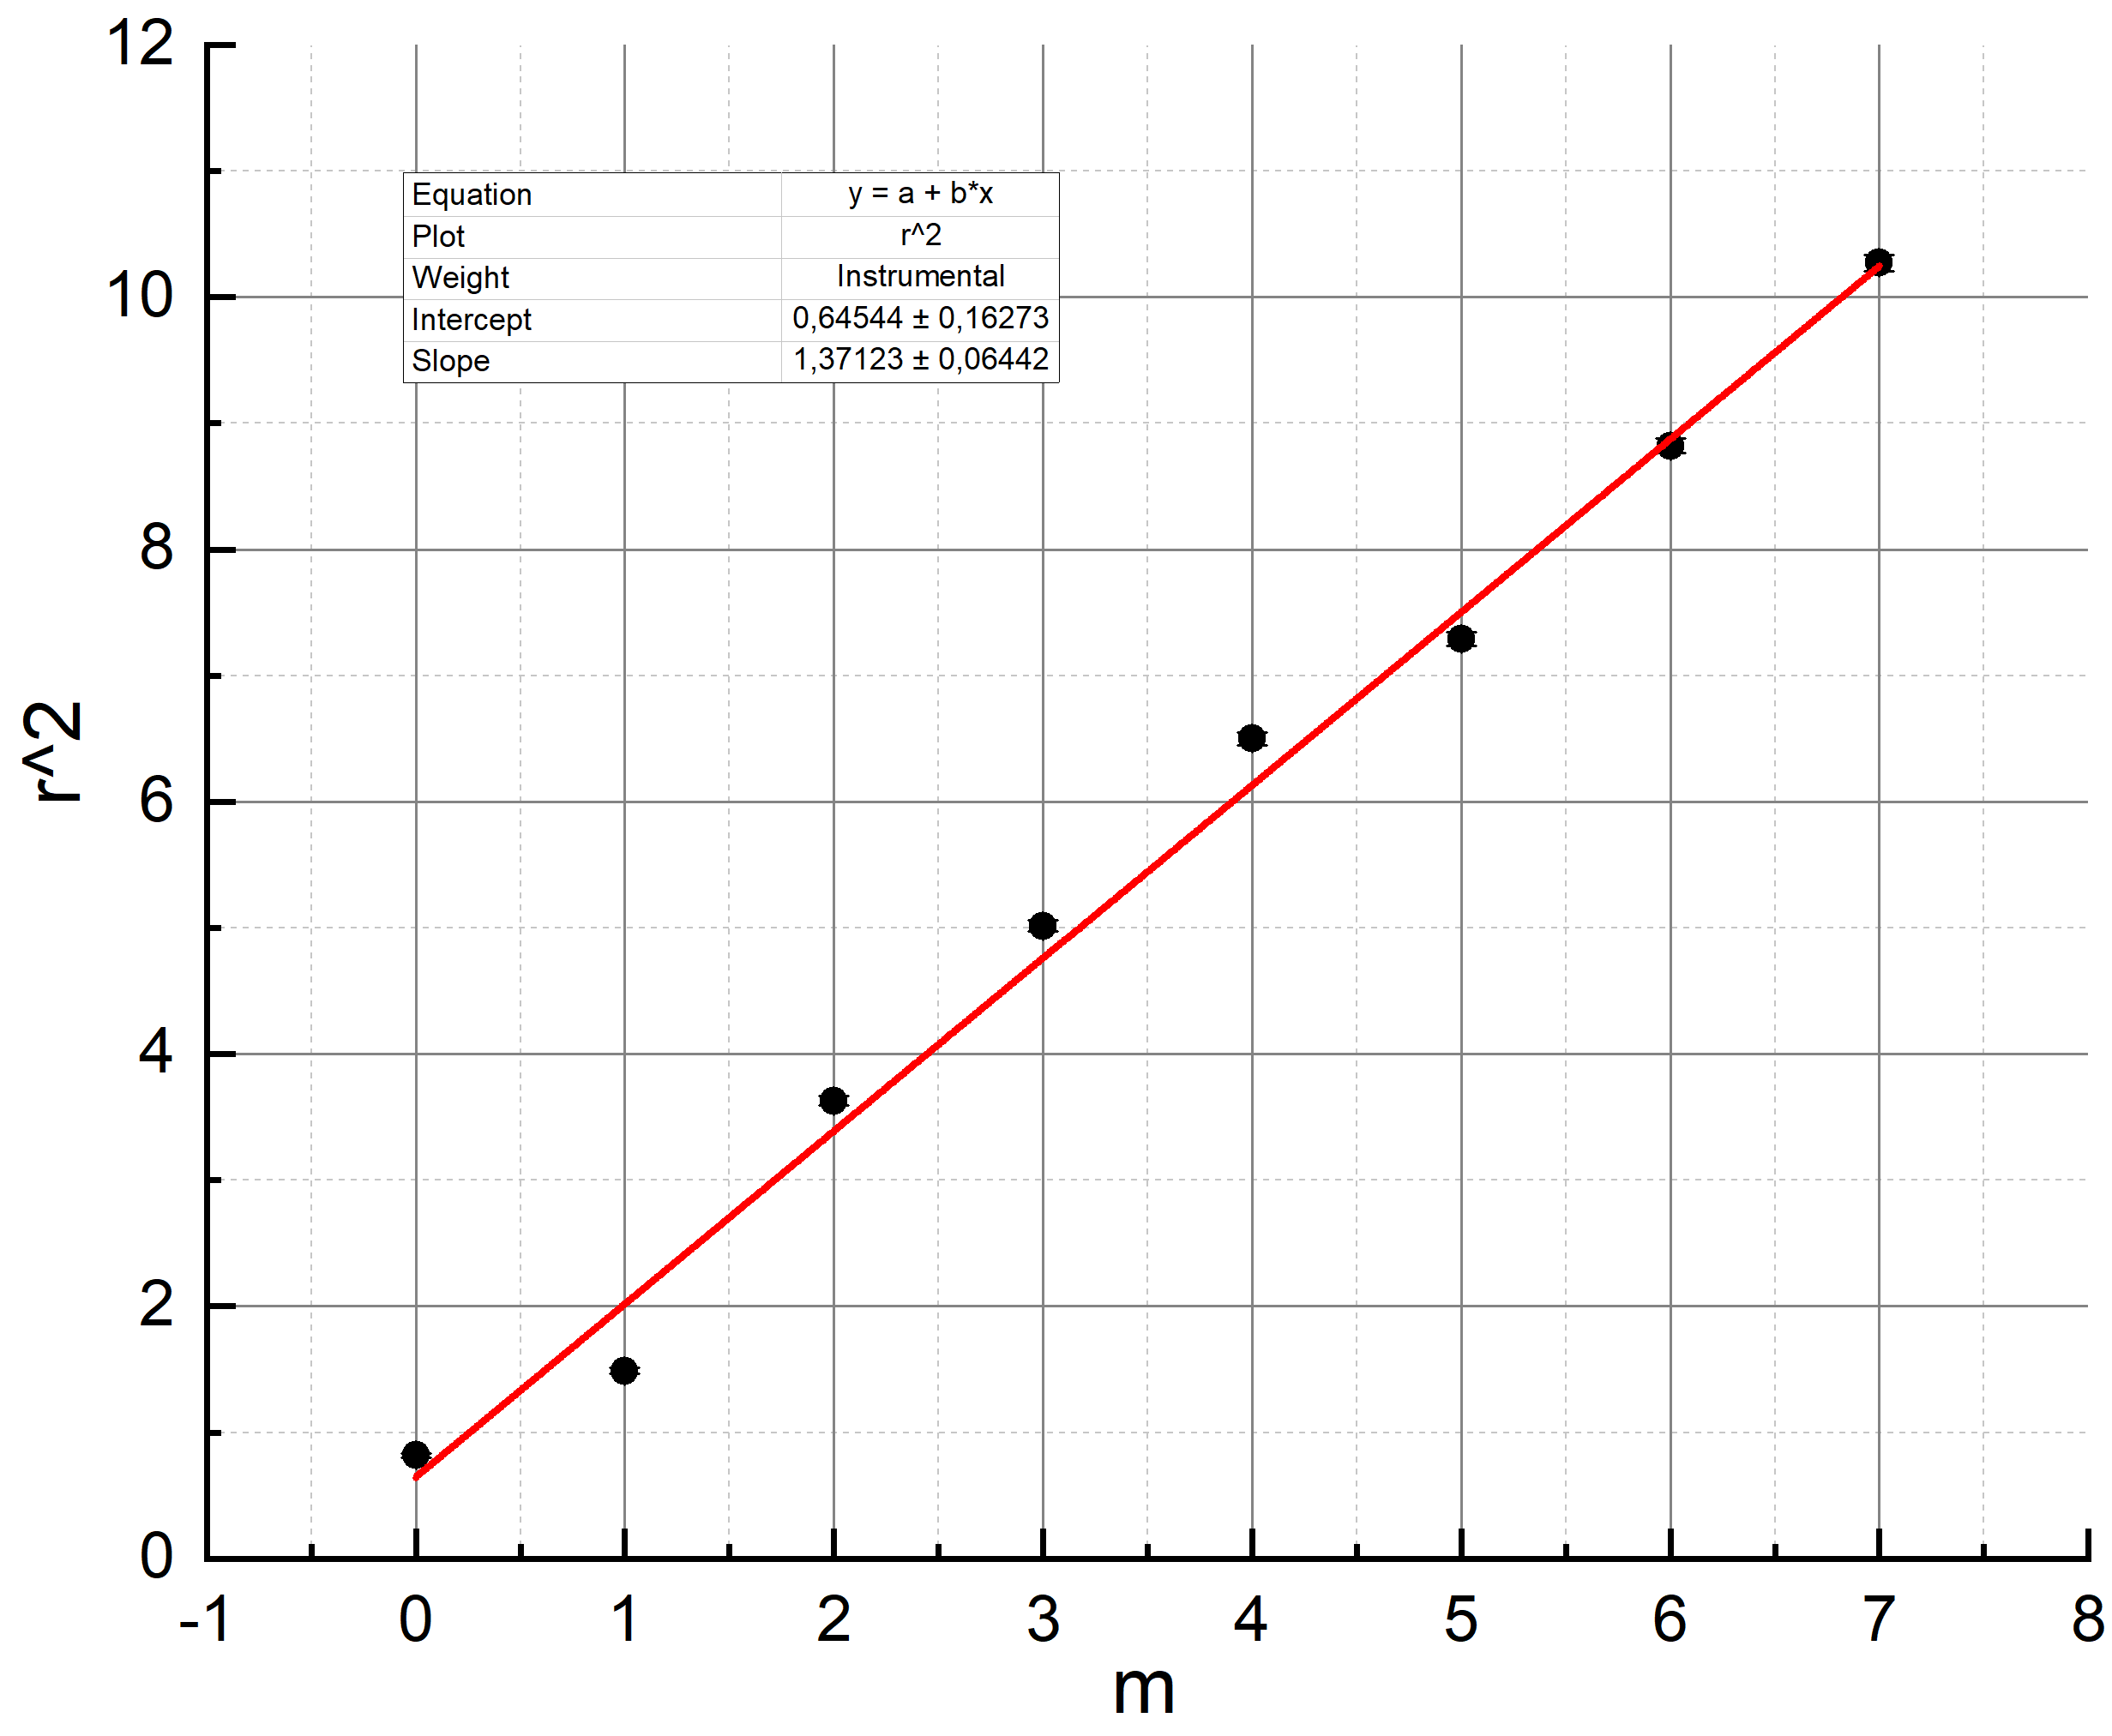 12
10
8
6
4
2
0
r^2
Equation y = a + b*x
Plot r^2
Weight Instrumental
Intercept 0,64544 ± 0,16273
Slope 1,37123 ± 0,06442
-1 0 1 2 3 4 5 6 7 8
m